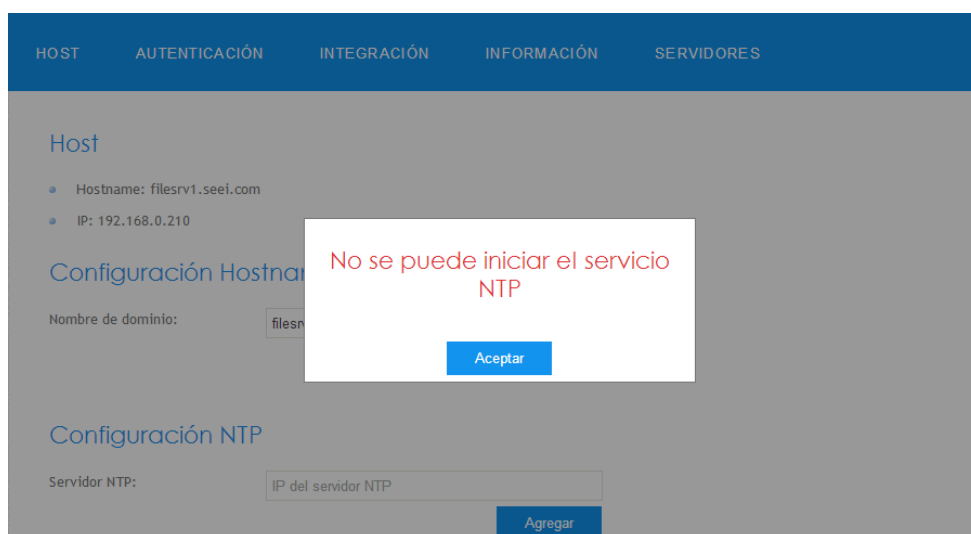 HOST AUTENTICACIÓN INTEGRACIÓN INFORMACIÓN SERVIDORES
Host
Hostname: filesrv1.seei.com
IP: 192.168.0.210
No se puede iniciar el servicio
NTP
Configuración Hostnar
Nombre de dominio: filesr
Aceptar
Configuración NTP
Servidor NTP: IP del servidor NTP
Agregar